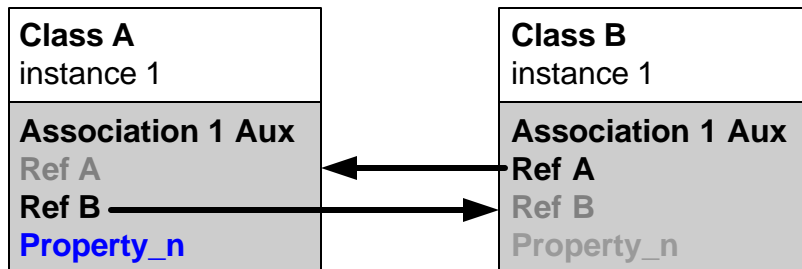 Class A
instance 1
Association 1 Aux
Ref A
Ref B
Property_n
Class B
instance 1
Association 1 Aux
Ref A
Ref B
Property_n